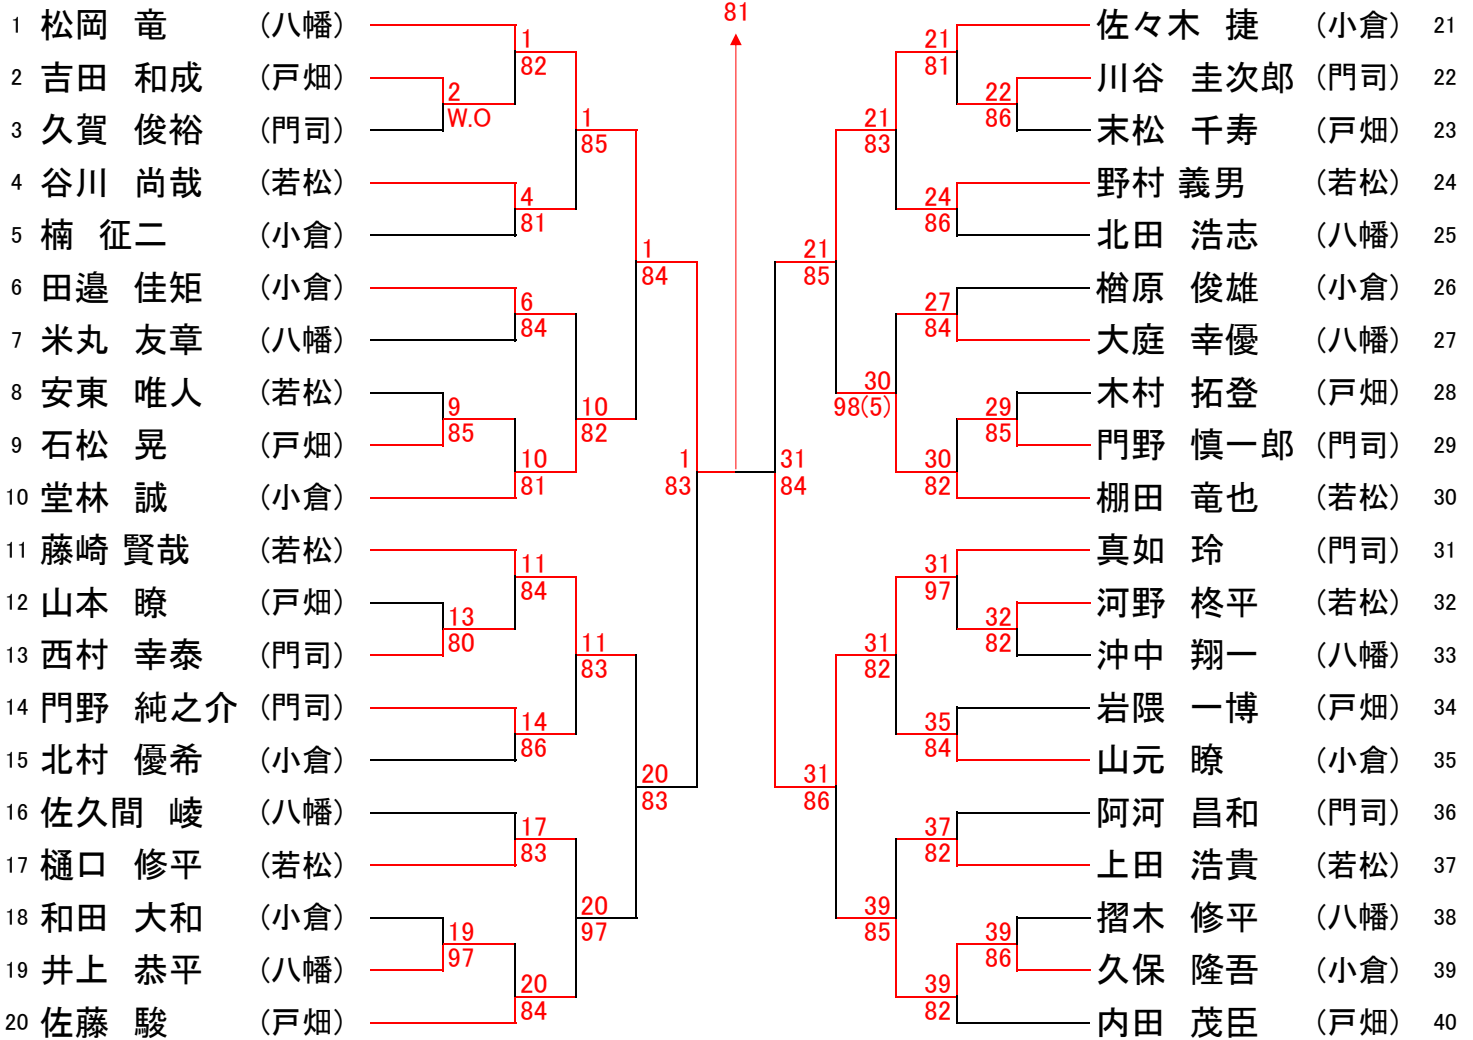 81
1 松岡 竜 (八幡)
2 吉田 和成 (戸畑)
3 久賀 俊裕 (門司)
4 谷川 尚哉 (若松)
5 楠 征二 (小倉)
6 田邉 佳矩 (小倉)
7 米丸 友章 (八幡)
8 安東 唯人 (若松)
9 石松 晃 (戸畑)
10 堂林 誠 (小倉)
11 藤崎 賢哉 (若松)
12 山本 瞭 (戸畑)
13 西村 幸泰 (門司)
14 門野 純之介 (門司)
15 北村 優希 (小倉)
16 佐久間 崚 (八幡)
17 樋口 修平 (若松)
18 和田 大和 (小倉)
19 井上 恭平 (八幡)
20 佐藤 駿 (戸畑)
2
W.O
9
85
13
80
19
97
1
82
4
81
6
84
10
81
11
84
14
86
17
83
20
84
1
85
10
82
11
83
20
97
1
84
20
83
1
83
31
84
21
85
31
86
21
83
30
98(5)
31
82
39
85
21
81
24
86
27
84
30
82
31
97
35
84
37
82
39
82
22
86
29
85
32
82
39
86
佐々木 捷 (小倉) 21
川谷 圭次郎 (門司) 22
末松 千寿 (戸畑) 23
野村 義男 (若松) 24
北田 浩志 (八幡) 25
楢原 俊雄 (小倉) 26
大庭 幸優 (八幡) 27
木村 拓登 (戸畑) 28
門野 慎一郎 (門司) 29
棚田 竜也 (若松) 30
真如 玲 (門司) 31
河野 柊平 (若松) 32
沖中 翔一 (八幡) 33
岩隈 一博 (戸畑) 34
山元 瞭 (小倉) 35
阿河 昌和 (門司) 36
上田 浩貴 (若松) 37
摺木 修平 (八幡) 38
久保 隆吾 (小倉) 39
内田 茂臣 (戸畑) 40